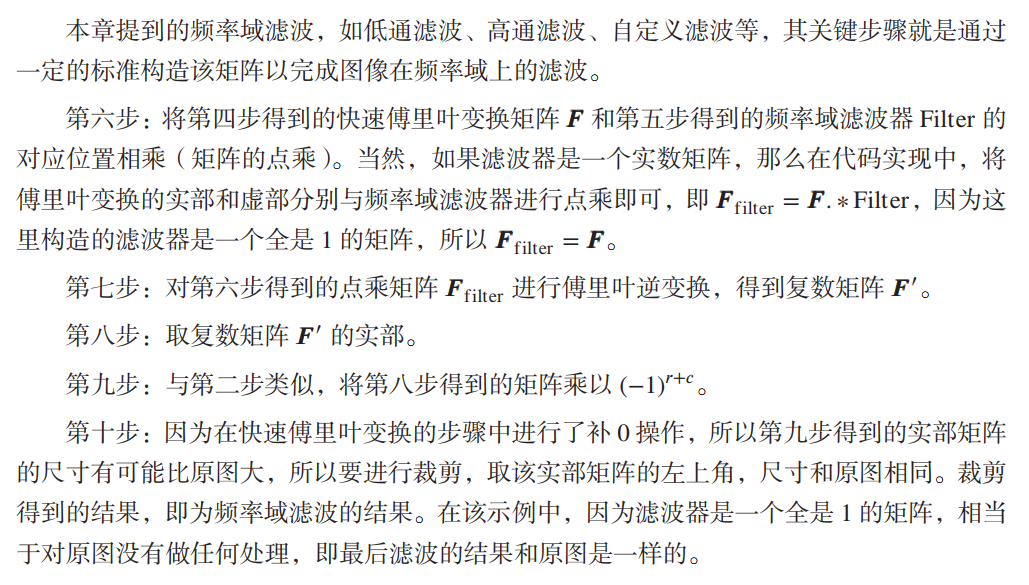 本章提到的频率域滤波，如低通滤波、高通滤波、自定义滤波等，其关键步骤就是通过
一定的标准构造该矩阵以完成图像在频率域上的滤波。
第六步：将第四步得到的快速傅里叶变换矩阵 F 和第五步得到的频率域滤波器 Filter 的
对应位置相乘（矩阵的点乘）。当然，如果滤波器是一个实数矩阵，那么在代码实现中，将
傅里叶变换的实部和虚部分别与频率域滤波器进行点乘即可，即 F_filter = F.∗Filter，因为这
里构造的滤波器是一个全是 1 的矩阵，所以 F_filter = F。
第七步：对第六步得到的点乘矩阵 F_filter 进行傅里叶逆变换，得到复数矩阵 F′。
第八步：取复数矩阵 F′ 的实部。
第九步：与第二步类似，将第八步得到的矩阵乘以 (−1)^{r+c}。
第十步：因为在快速傅里叶变换的步骤中进行了补 0 操作，所以第九步得到的实部矩阵
的尺寸有可能比原图大，所以要进行裁剪，取该实部矩阵的左上角，尺寸和原图相同。裁剪
得到的结果，即为频率域滤波的结果。在该示例中，因为滤波器是一个全是 1 的矩阵，相当
于对原图没有做任何处理，即最后滤波的结果和原图是一样的。